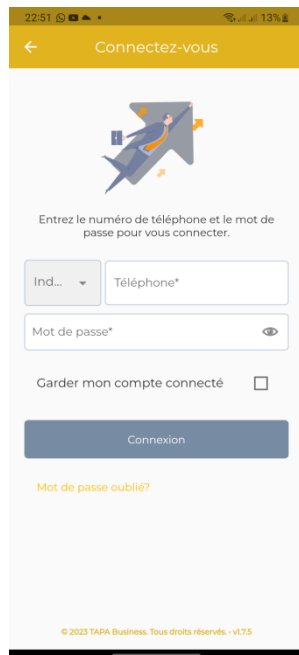 22:51 13%
Connectez-vous
Entrez le numéro de téléphone et le mot de
passe pour vous connecter.
Ind... Téléphone*
Mot de passe*
Garder mon compte connecté
Connexion
Mot de passe oublié?
© 2023 TAPA Business. Tous droits réservés. - v1.7.5